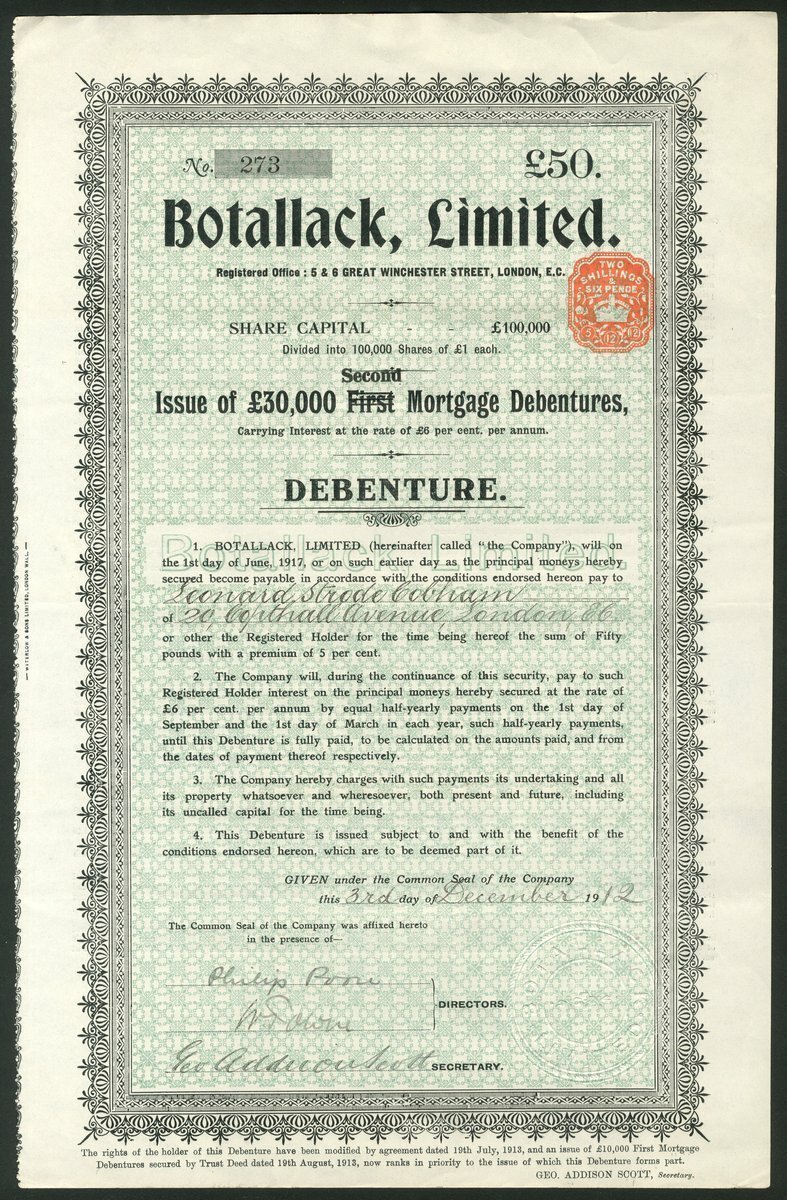 No. 273
£50.
Botallack, Limited.
Registered Office : 5 & 6 GREAT WINCHESTER STREET, LONDON, E.C.
TWO
SHILLINGS
&
SIX PENCE
5 12 12
SHARE CAPITAL - - £100,000
Divided into 100,000 Shares of £1 each.
Second
Issue of £30,000 First Mortgage Debentures,
Carrying Interest at the rate of £6 per cent. per annum.
DEBENTURE.
Botallack Limited
1. BOTALLACK, LIMITED (hereinafter called "the Company"), will on
the 1st day of June, 1917, or on such earlier day as the principal moneys hereby
secured become payable in accordance with the conditions endorsed hereon pay to
Leonard Strode Cobham
of 20, Copthall Avenue, London, EC
or other the Registered Holder for the time being hereof the sum of Fifty
pounds with a premium of 5 per cent.
2. The Company will, during the continuance of this security, pay to such
Registered Holder interest on the principal moneys hereby secured at the rate of
£6 per cent. per annum by equal half-yearly payments on the 1st day of
September and the 1st day of March in each year, such half-yearly payments,
until this Debenture is fully paid, to be calculated on the amounts paid, and from
the dates of payment thereof respectively.
3. The Company hereby charges with such payments its undertaking and all
its property whatsoever and wheresoever, both present and future, including
its uncalled capital for the time being.
4. This Debenture is issued subject to and with the benefit of the
conditions endorsed hereon, which are to be deemed part of it.
GIVEN under the Common Seal of the Company
this 3rd day of December 1912
The Common Seal of the Company was affixed hereto
in the presence of—
Philip
DIRECTORS.
Geo Addison Scott SECRETARY.
The rights of the holder of this Debenture have been modified by agreement dated 19th July, 1913, and an issue of £10,000 First Mortgage
Debentures secured by Trust Deed dated 19th August, 1913, now ranks in priority to the issue of which this Debenture forms part.
GEO. ADDISON SCOTT, Secretary.
— WATERLOW & SONS LIMITED, LONDON WALL. —